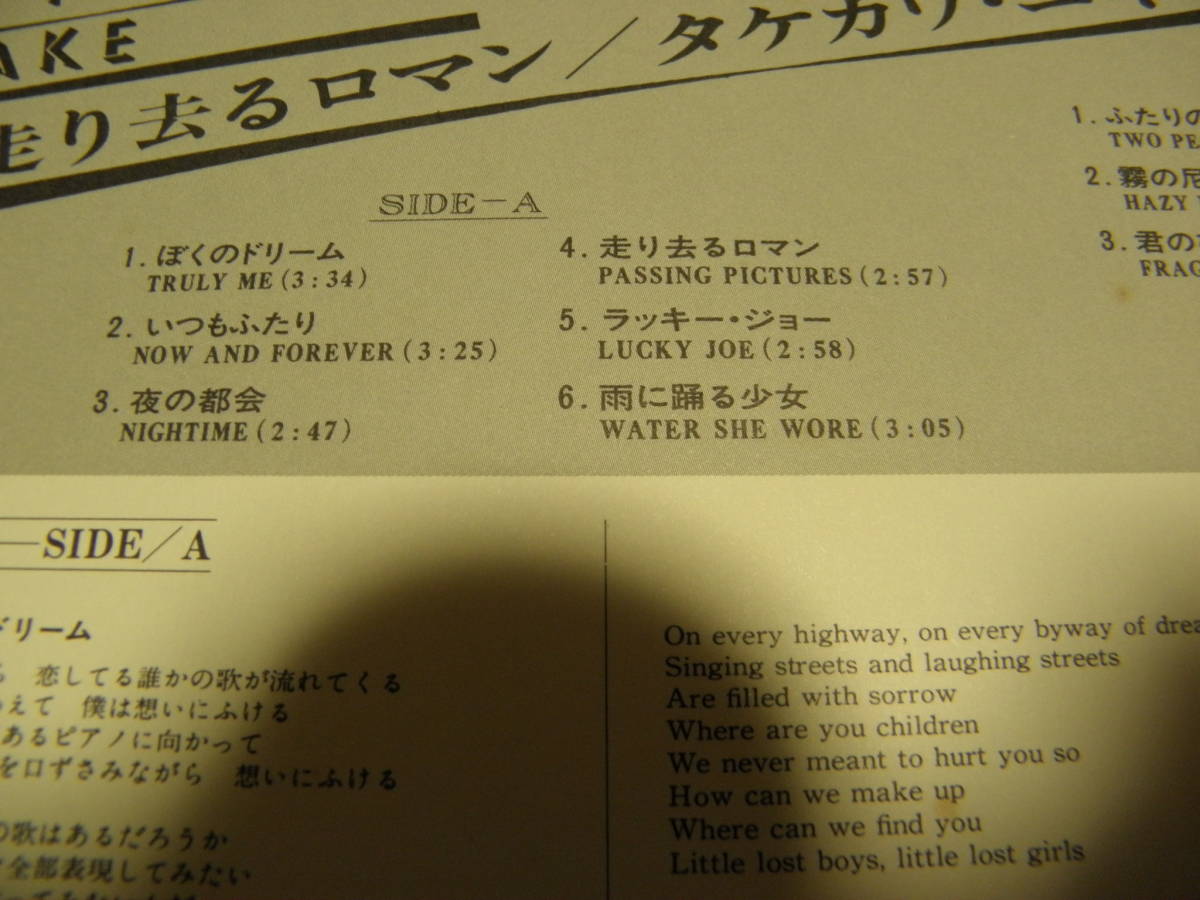 AKE
走り去るロマン/タケカワ・
SIDE-A
1. ぼくのドリーム
TRULY ME (3:34)
2. いつもふたり
NOW AND FOREVER (3:25)
3. 夜の都会
NIGHTIME (2:47)
4. 走り去るロマン
PASSING PICTURES (2:57)
5. ラッキー・ジョー
LUCKY JOE (2:58)
6. 雨に踊る少女
WATER SHE WORE (3:05)
1. ふたりの
TWO PE
2. 霧の尼
HAZY
3. 君の
FRAG
SIDE/A
ドリーム
恋してる誰かの歌が流れてくる
えて 僕は想いにふける
あるピアノに向かって
を口ずさみながら 想いにふける
の歌はあるだろうか
全部表現してみたい
On every highway, on every byway of drea
Singing streets and laughing streets
Are filled with sorrow
Where are you children
We never meant to hurt you so
How can we make up
Where can we find you
Little lost boys, little lost girls